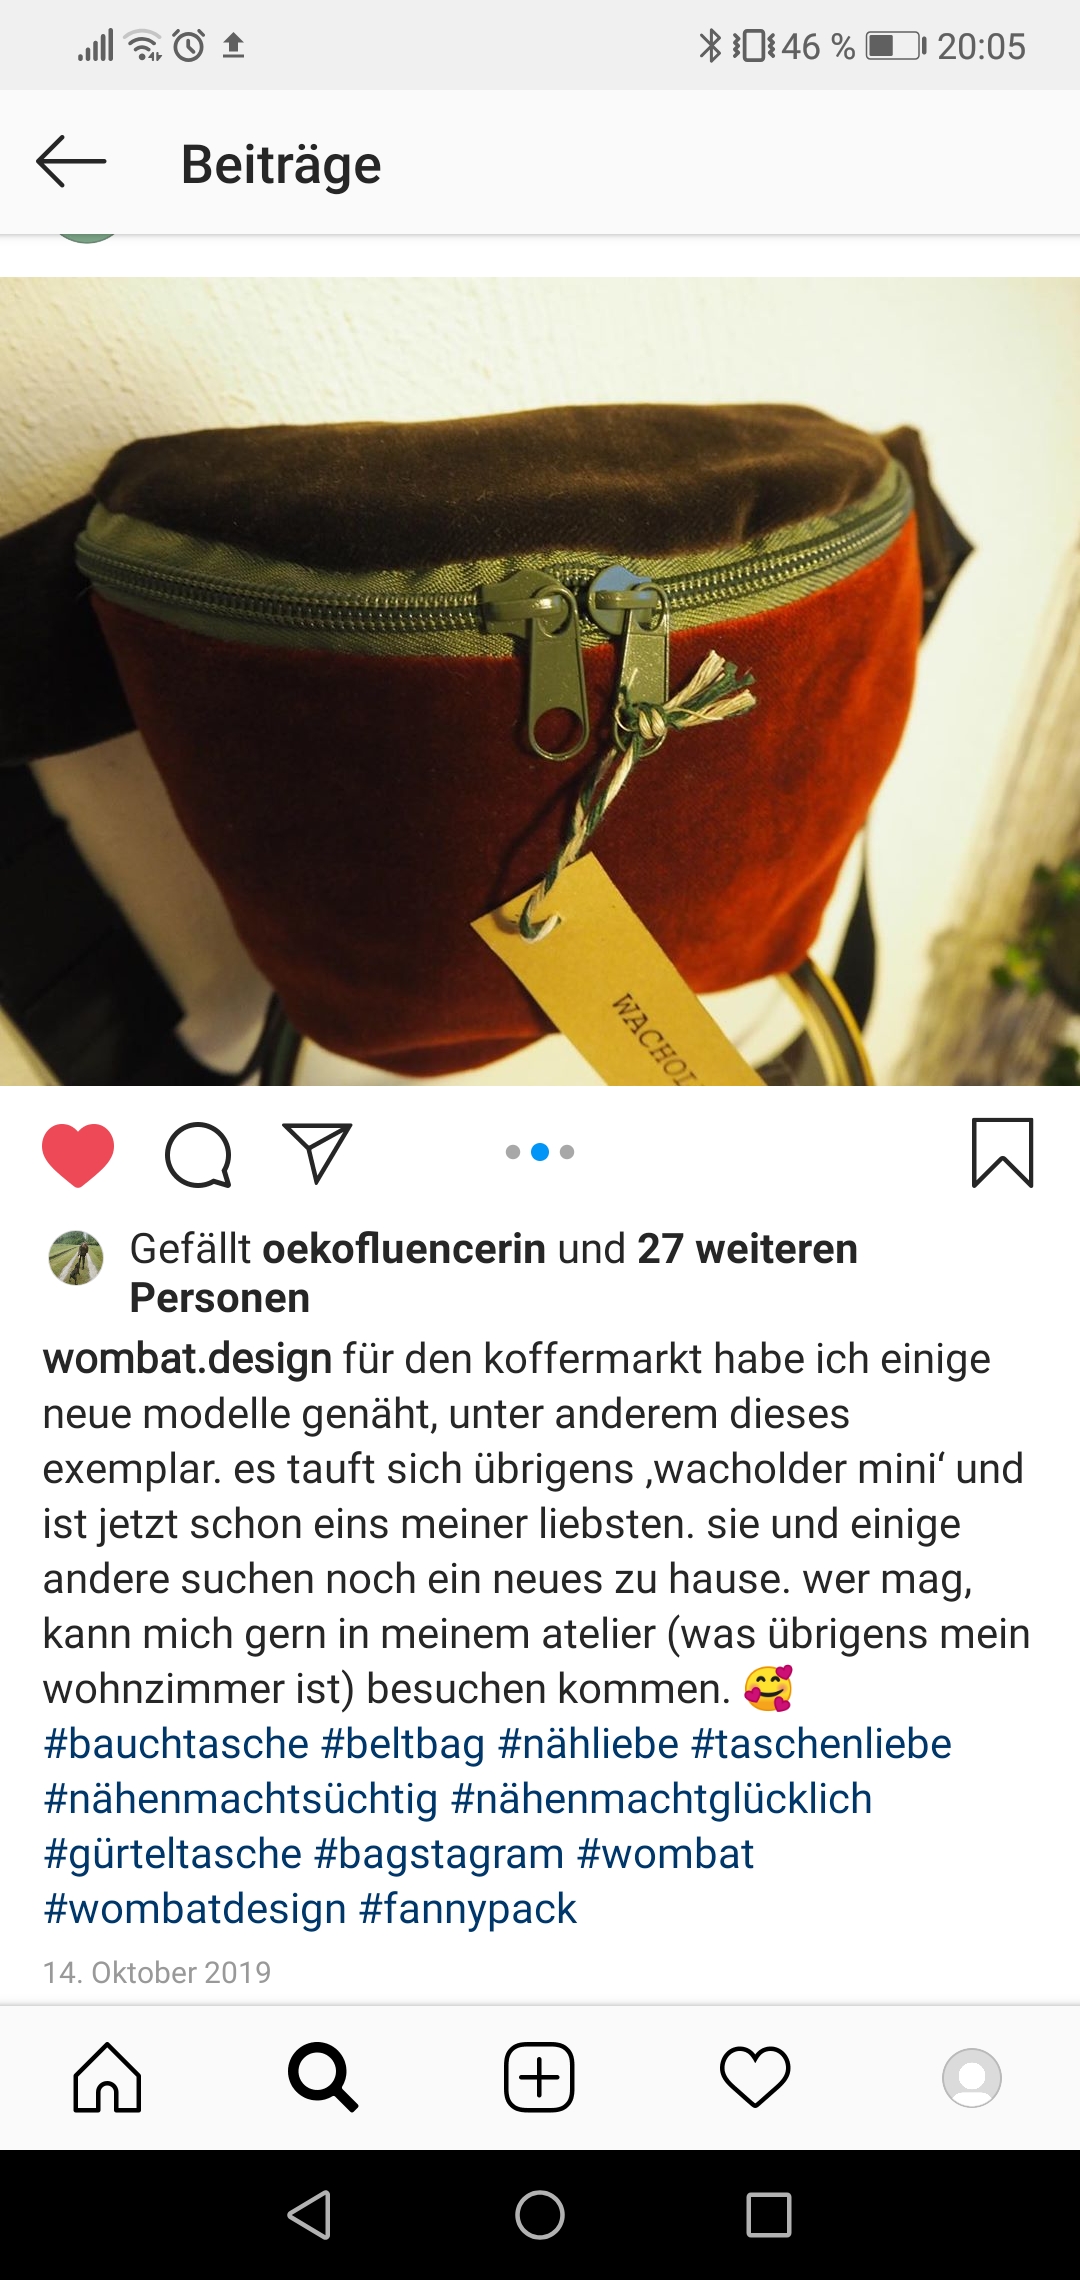 46 % 20:05
Beiträge
WACHOL
Gefällt oekofluencerin und 27 weiteren
Personen
wombat.design für den koffermarkt habe ich einige
neue modelle genäht, unter anderem dieses
exemplar. es tauft sich übrigens ‚wacholder mini‘ und
ist jetzt schon eins meiner liebsten. sie und einige
andere suchen noch ein neues zu hause. wer mag,
kann mich gern in meinem atelier (was übrigens mein
wohnzimmer ist) besuchen kommen. 🥰
#bauchtasche #beltbag #nähliebe #taschenliebe
#nähenmachtsüchtig #nähenmachtglücklich
#gürteltasche #bagstagram #wombat
#wombatdesign #fannypack
14. Oktober 2019